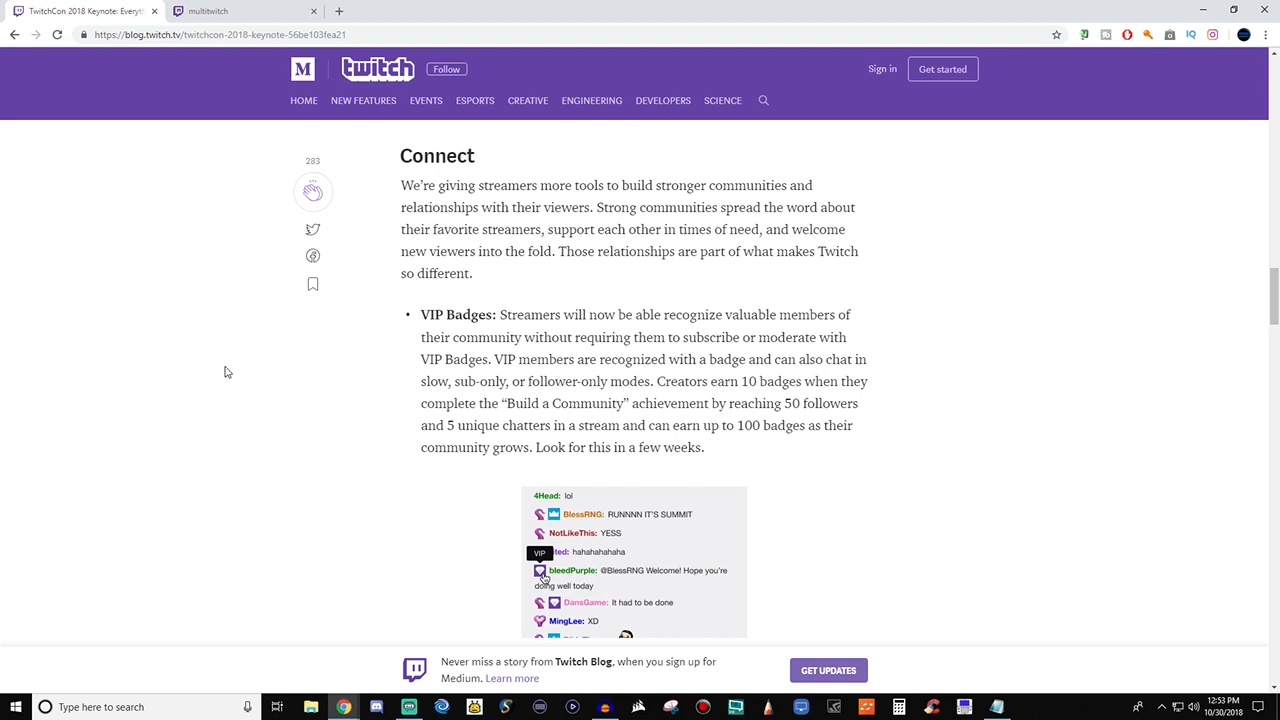 TwitchCon 2018 Keynote: Everyth
multitwitch
https://blog.twitch.tv/twitchcon-2018-keynote-56be103fea21
IQ
M
twitch
Follow
Sign in
Get started
HOME NEW FEATURES EVENTS ESPORTS CREATIVE ENGINEERING DEVELOPERS SCIENCE
Connect
283
We’re giving streamers more tools to build stronger communities and
relationships with their viewers. Strong communities spread the word about
their favorite streamers, support each other in times of need, and welcome
new viewers into the fold. Those relationships are part of what makes Twitch
so different.
• VIP Badges: Streamers will now be able recognize valuable members of
their community without requiring them to subscribe or moderate with
VIP Badges. VIP members are recognized with a badge and can also chat in
slow, sub-only, or follower-only modes. Creators earn 10 badges when they
complete the “Build a Community” achievement by reaching 50 followers
and 5 unique chatters in a stream and can earn up to 100 badges as their
community grows. Look for this in a few weeks.
4Head: lol
BlessRNG: RUNNNN IT'S SUMMIT
NotLikeThis: YESS
ted: hahahahahaha
VIP
bleedPurple: @BlessRNG Welcome! Hope you're
doing well today
DansGame: It had to be done
MingLee: XD
Never miss a story from Twitch Blog, when you sign up for
Medium. Learn more
GET UPDATES
Type here to search
12:53 PM
10/30/2018